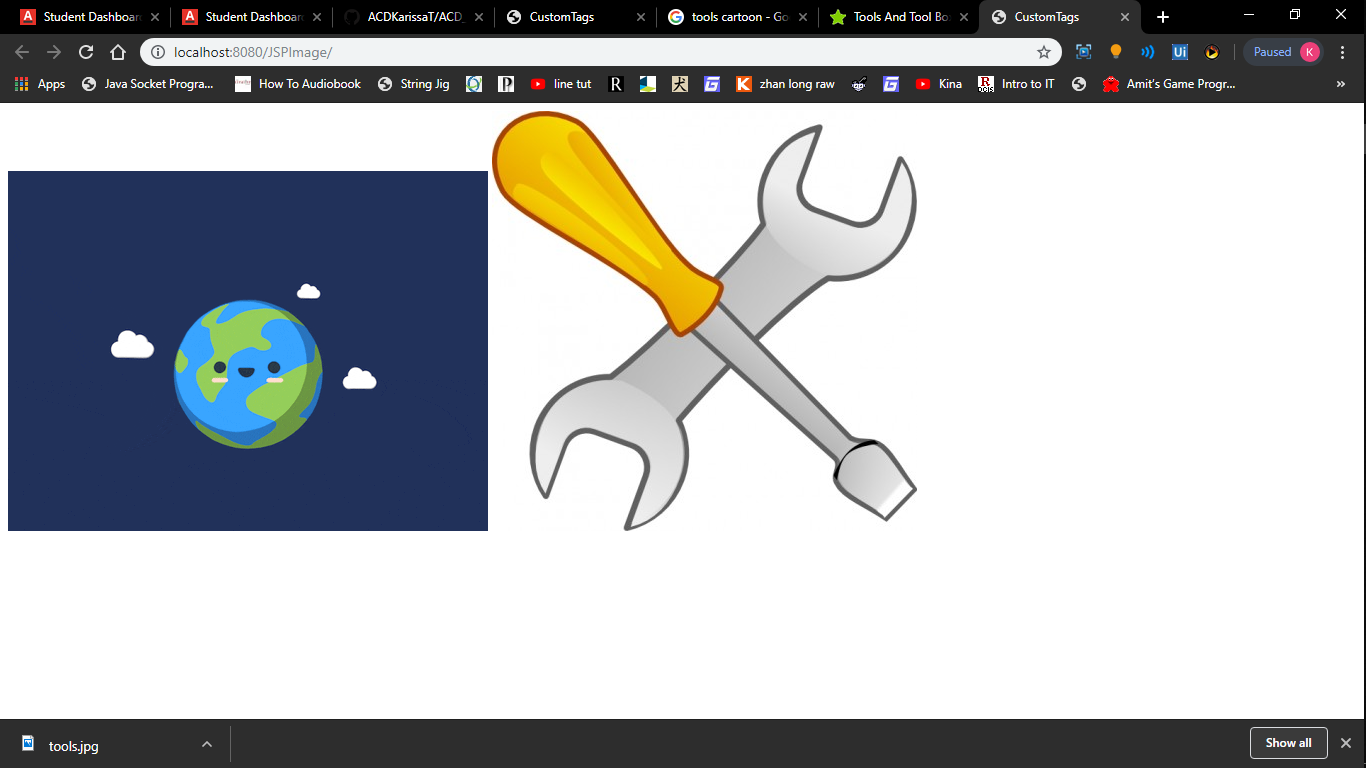 Student Dashboar Student Dashboar ACDKarissaT/ACD_ CustomTags tools cartoon - Go Tools And Tool Bo CustomTags
localhost:8080/JSPImage/ Ui Paused K
Apps Java Socket Progra... How To Audiobook String Jig P line tut R zhan long raw Kina Intro to IT Amit's Game Progr... »
tools.jpg Show all